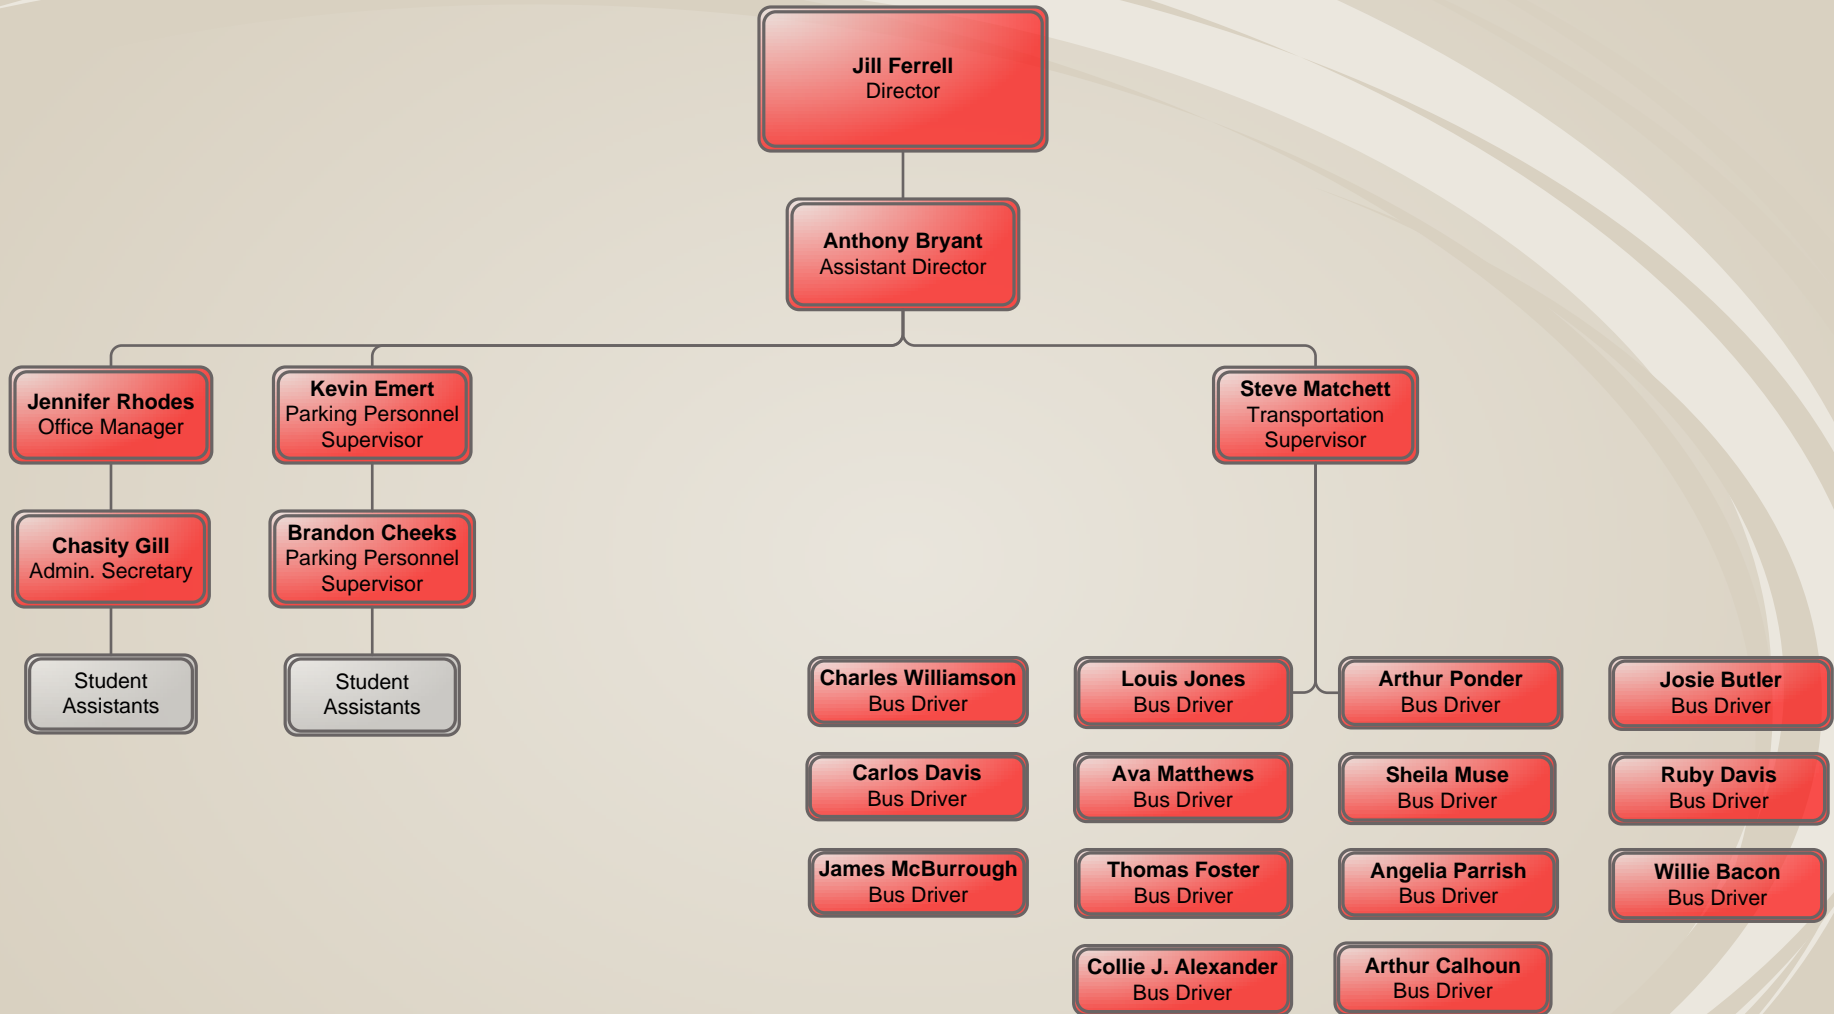 Jill Ferrell
Director
Anthony Bryant
Assistant Director
Jennifer Rhodes
Office Manager
Kevin Emert
Parking Personnel
Supervisor
Steve Matchett
Transportation
Supervisor
Chasity Gill
Admin. Secretary
Brandon Cheeks
Parking Personnel
Supervisor
Student
Assistants
Student
Assistants
Charles Williamson
Bus Driver
Louis Jones
Bus Driver
Arthur Ponder
Bus Driver
Josie Butler
Bus Driver
Carlos Davis
Bus Driver
Ava Matthews
Bus Driver
Sheila Muse
Bus Driver
Ruby Davis
Bus Driver
James McBurrough
Bus Driver
Thomas Foster
Bus Driver
Angelia Parrish
Bus Driver
Willie Bacon
Bus Driver
Collie J. Alexander
Bus Driver
Arthur Calhoun
Bus Driver